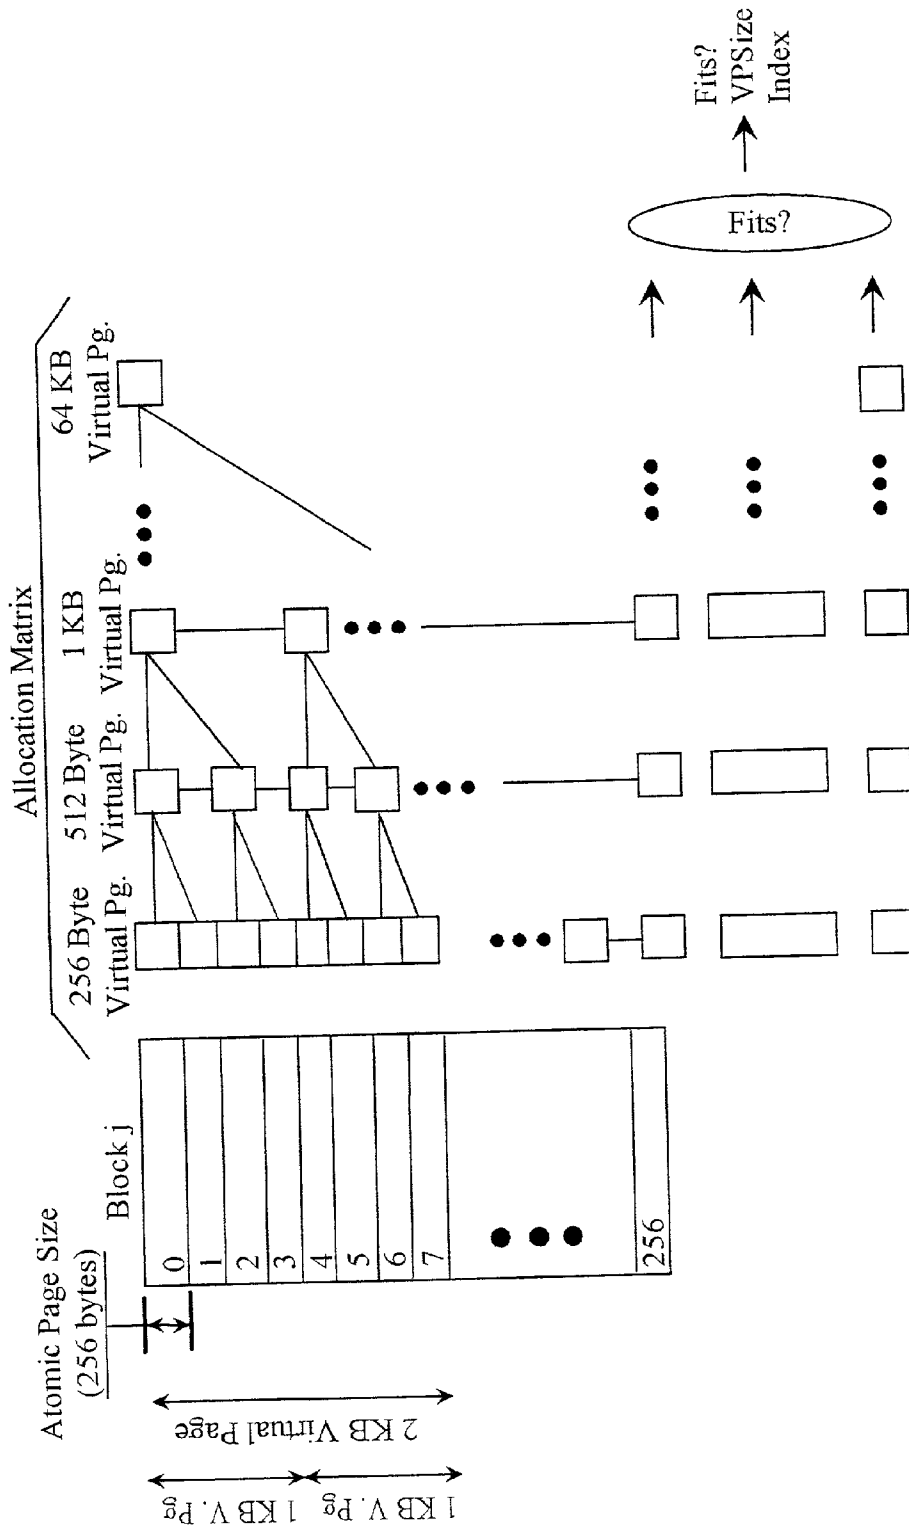 Allocation Matrix
Atomic Page Size
(256 bytes)
Block j
256 Byte
Virtual Pg.
512 Byte
Virtual Pg.
1 KB
Virtual Pg.
64 KB
Virtual Pg.
0
1
2
3
4
5
6
7
256
1 KB V. Pg
1 KB V. Pg
2 KB Virtual Page
Fits?
Fits?
VPSize
Index